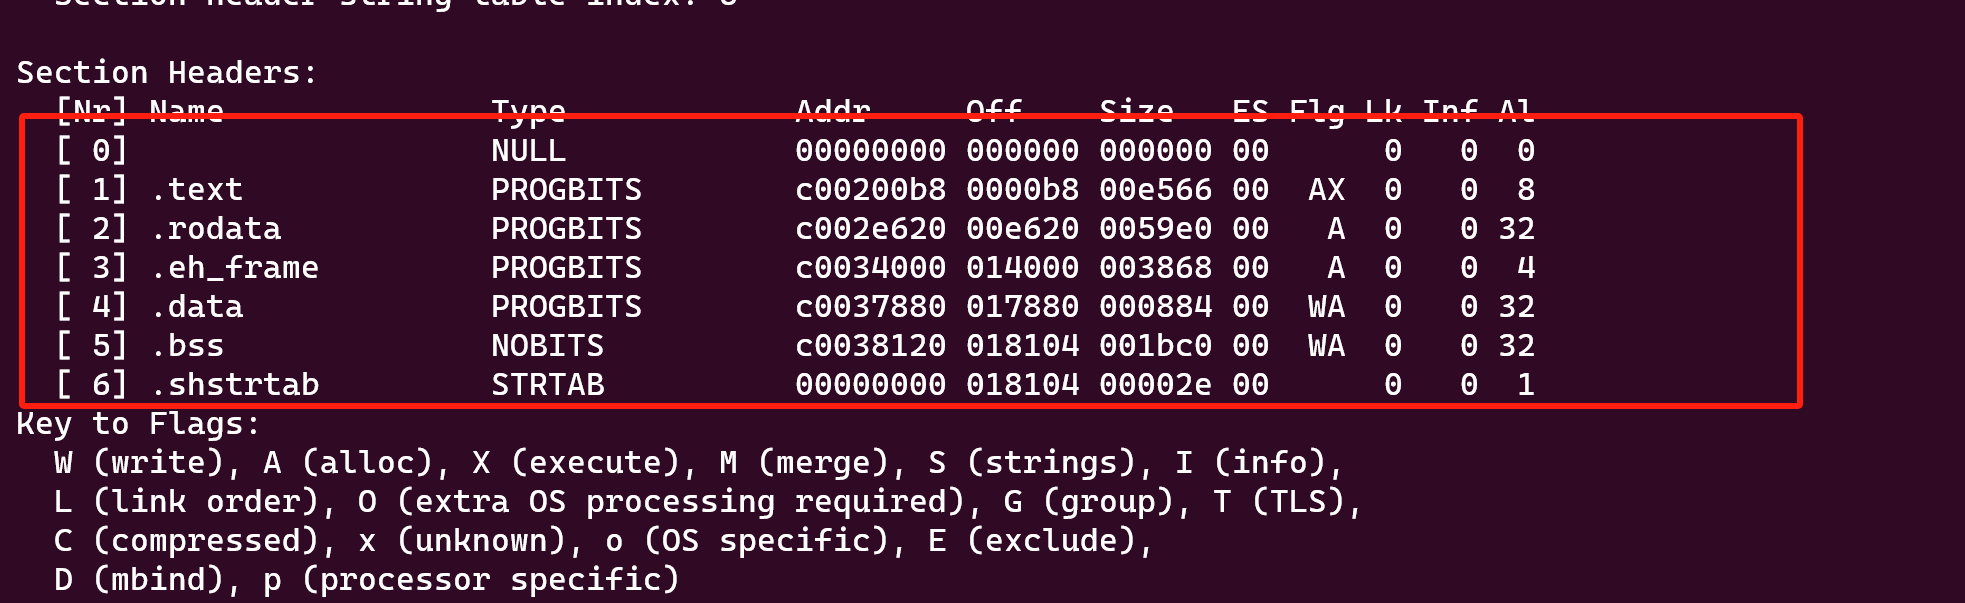 Section header string table index: 6
Section Headers:
[Nr] Name Type Addr Off Size ES Flg Lk Inf Al
[ 0] NULL 00000000 000000 000000 00 0 0 0
[ 1] .text PROGBITS c00200b8 0000b8 00e566 00 AX 0 0 8
[ 2] .rodata PROGBITS c002e620 00e620 0059e0 00 A 0 0 32
[ 3] .eh_frame PROGBITS c0034000 014000 003868 00 A 0 0 4
[ 4] .data PROGBITS c0037880 017880 000884 00 WA 0 0 32
[ 5] .bss NOBITS c0038120 018104 001bc0 00 WA 0 0 32
[ 6] .shstrtab STRTAB 00000000 018104 00002e 00 0 0 1
Key to Flags:
W (write), A (alloc), X (execute), M (merge), S (strings), I (info),
L (link order), O (extra OS processing required), G (group), T (TLS),
C (compressed), x (unknown), o (OS specific), E (exclude),
D (mbind), p (processor specific)